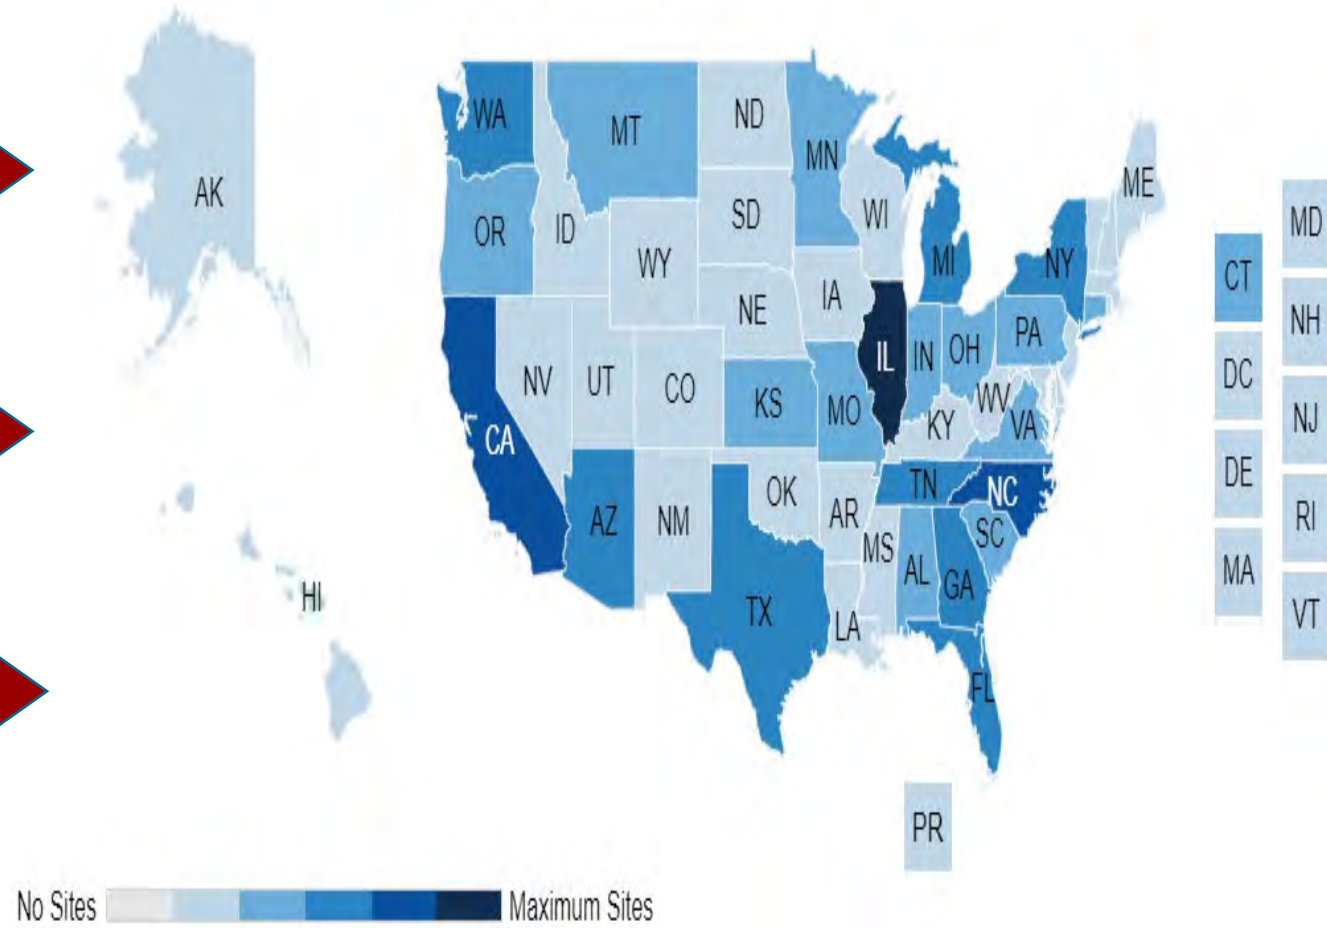 AK
HI
WA
OR
CA
MT
ID
WY
NV
UT
CO
AZ
NM
ND
SD
NE
KS
OK
TX
MN
IA
MO
AR
LA
WI
IL
MI
IN
OH
KY
TN
MS
AL
GA
FL
SC
NC
VA
WV
PA
NY
ME
CT
DC
DE
MA
MD
NH
NJ
RI
VT
PR
No Sites
Maximum Sites